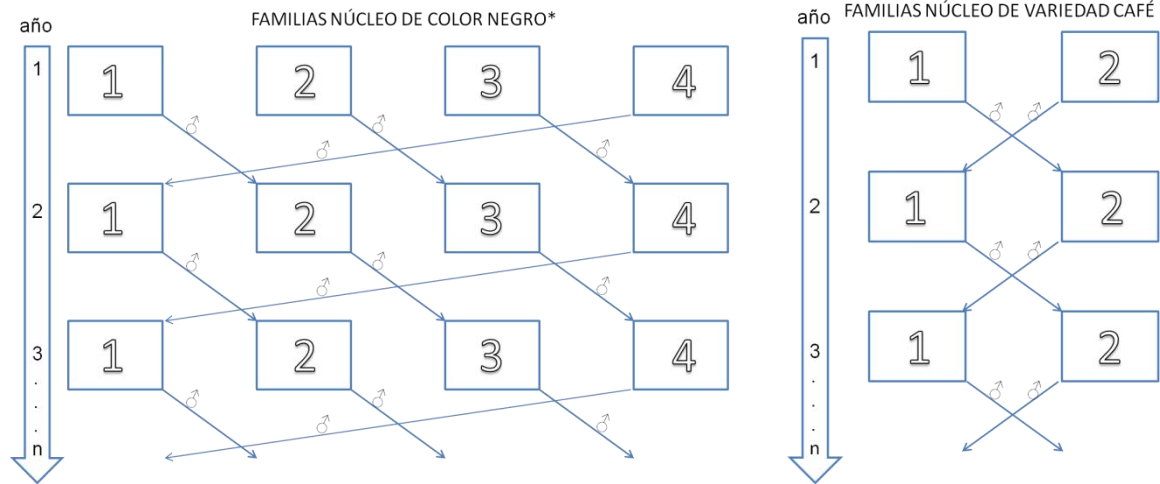 FAMILIAS NÚCLEO DE COLOR NEGRO*
año
1
1 2 3 4
2
1 2 3 4
3
1 2 3 4
.
.
.
n
FAMILIAS NÚCLEO DE VARIEDAD CAFÉ
año
1
1 2
2
1 2
3
1 2
.
.
.
n